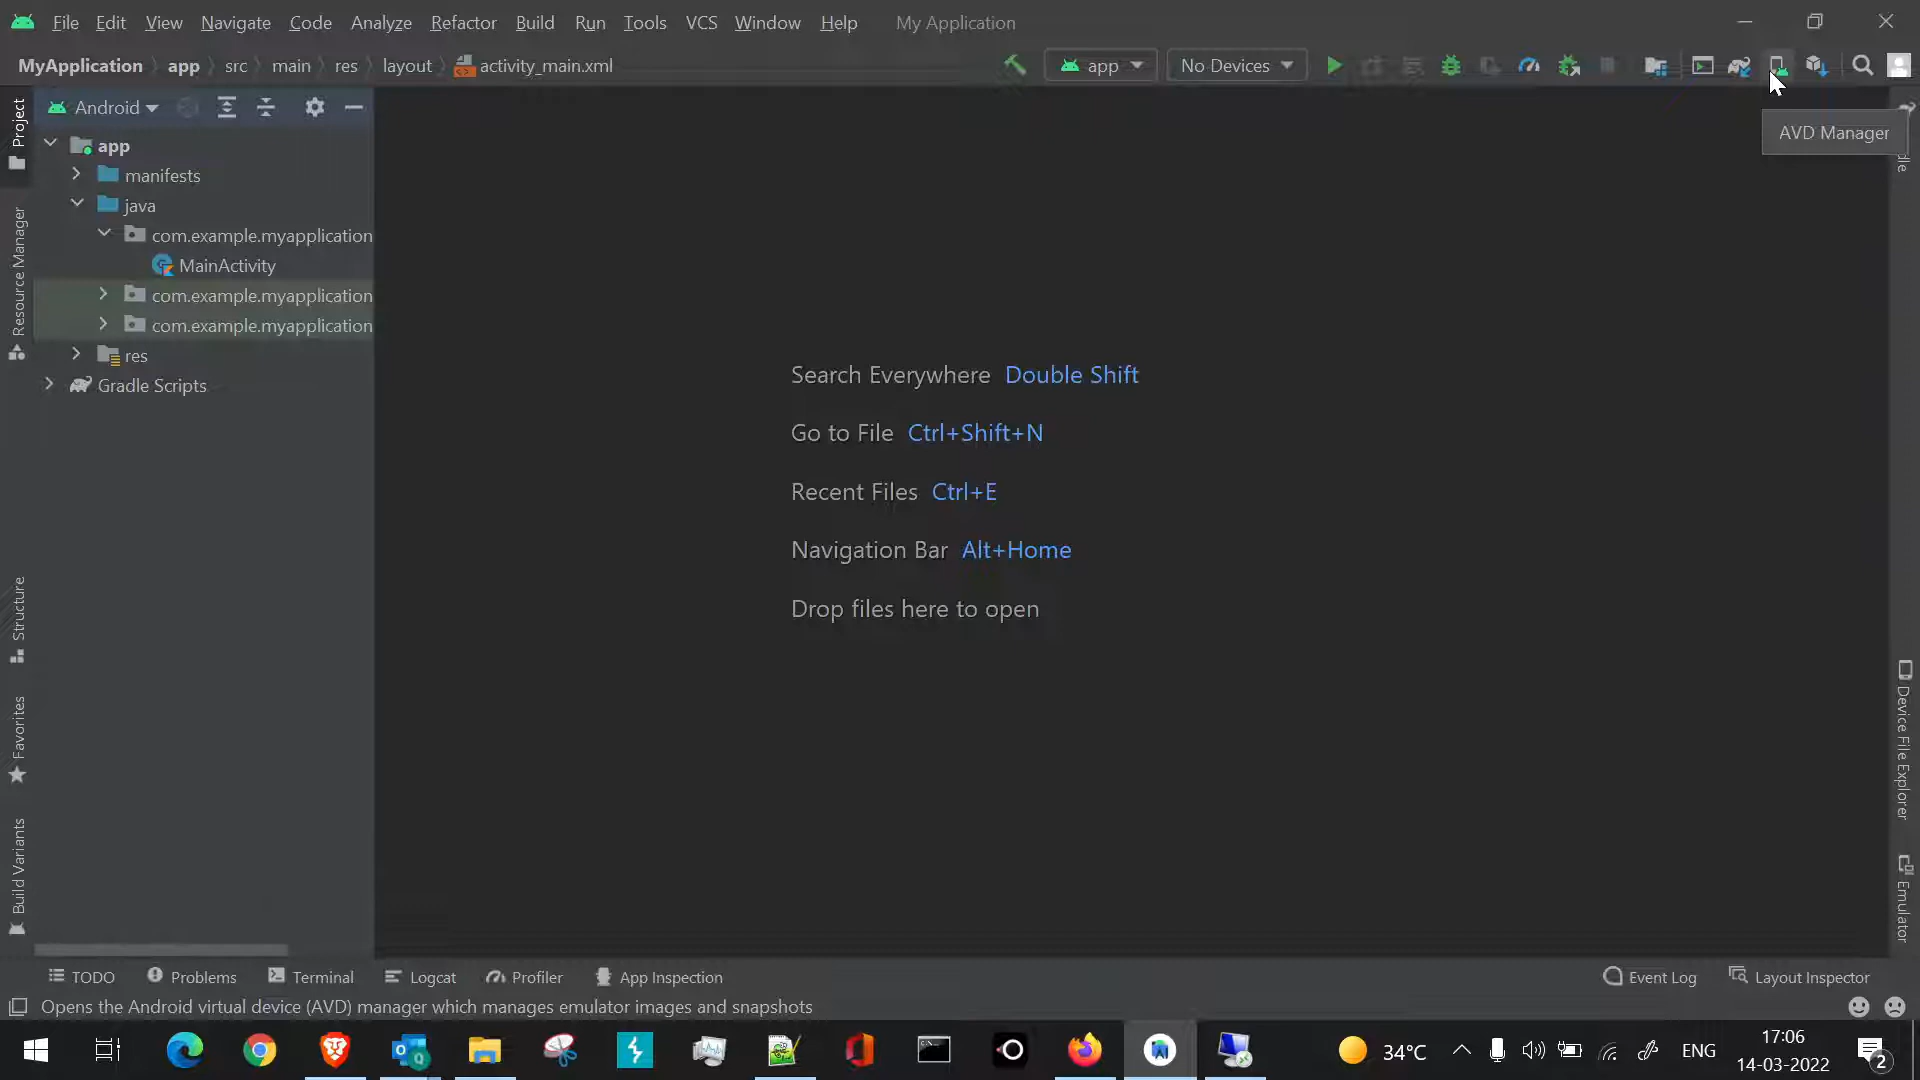 File Edit View Navigate Code Analyze Refactor Build Run Tools VCS Window Help My Application
MyApplication app src main res layout activity_main.xml
app
No Devices
AVD Manager
Android
app
manifests
java
com.example.myapplication
MainActivity
com.example.myapplication
com.example.myapplication
res
Gradle Scripts
Project
Resource Manager
Structure
Favorites
Build Variants
Search Everywhere Double Shift
Go to File Ctrl+Shift+N
Recent Files Ctrl+E
Navigation Bar Alt+Home
Drop files here to open
Device File Explorer
Emulator
TODO Problems Terminal Logcat Profiler App Inspection Event Log Layout Inspector
Opens the Android virtual device (AVD) manager which manages emulator images and snapshots
34°C ENG
17:06
14-03-2022
2